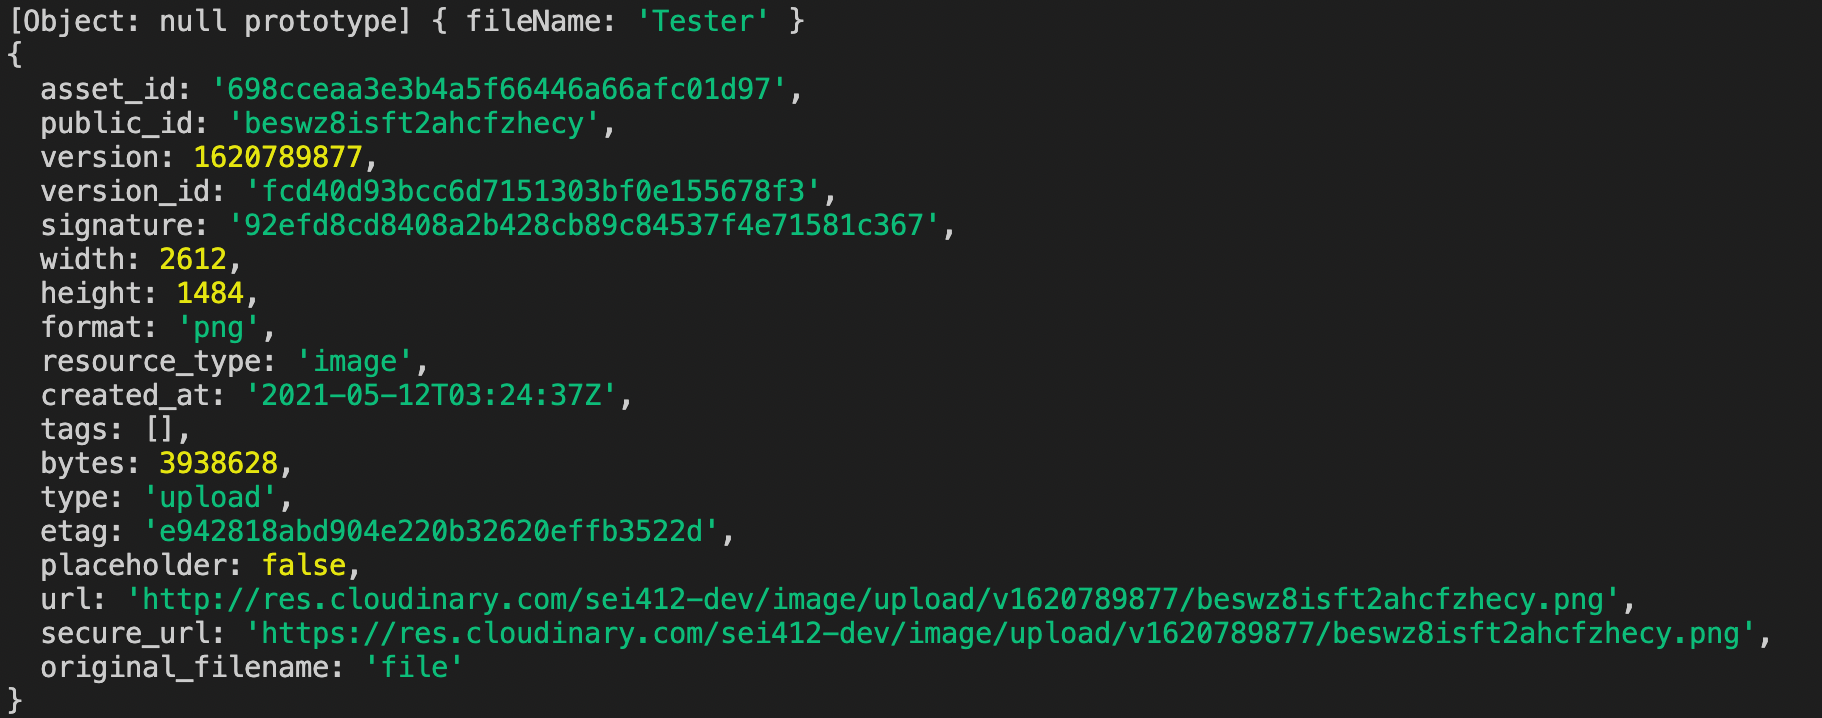 [Object: null prototype] { fileName: 'Tester' }
{
  asset_id: '698cceaa3e3b4a5f66446a66afc01d97',
  public_id: 'beswz8isft2ahcfzhecy',
  version: 1620789877,
  version_id: 'fcd40d93bcc6d7151303bf0e155678f3',
  signature: '92efd8cd8408a2b428cb89c84537f4e71581c367',
  width: 2612,
  height: 1484,
  format: 'png',
  resource_type: 'image',
  created_at: '2021-05-12T03:24:37Z',
  tags: [],
  bytes: 3938628,
  type: 'upload',
  etag: 'e942818abd904e220b32620effb3522d',
  placeholder: false,
  url: 'http://res.cloudinary.com/sei412-dev/image/upload/v1620789877/beswz8isft2ahcfzhecy.png',
  secure_url: 'https://res.cloudinary.com/sei412-dev/image/upload/v1620789877/beswz8isft2ahcfzhecy.png',
  original_filename: 'file'
}